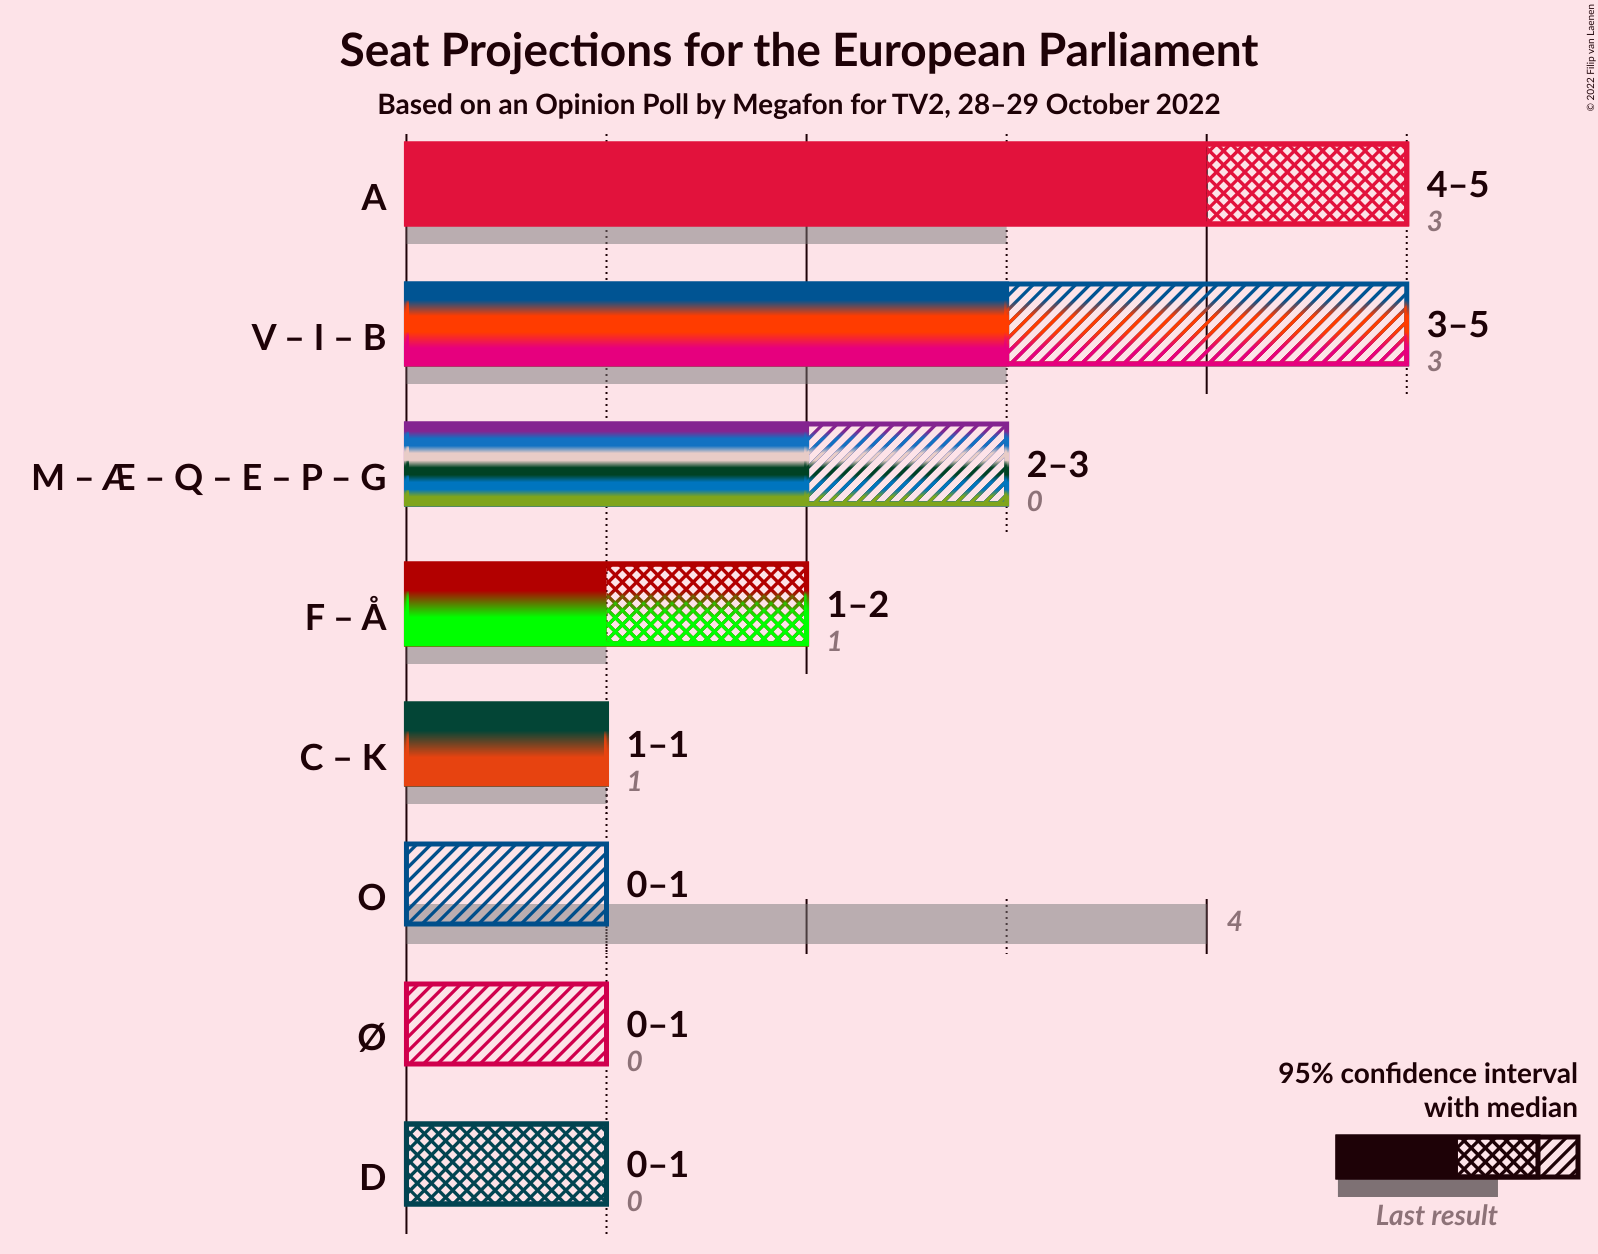 Seat Projections for the European Parliament
Based on an Opinion Poll by Megafon for TV2, 28–29 October 2022
© 2022 Filip van Laenen
A
4–5
3
V – I – B
3–5
3
M – Æ – Q – E – P – G
2–3
0
F – Å
1–2
1
C – K
1–1
1
O
0–1
4
Ø
0–1
0
D
0–1
0
95% confidence interval
with median
Last result